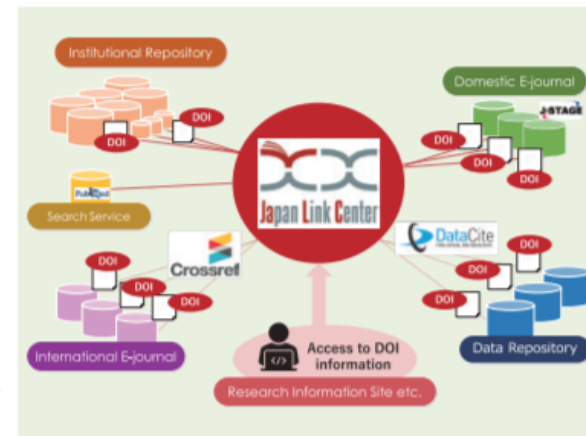 Institutional Repository
DOI
DOI
Domestic E-journal
J-STAGE
DOI
DOI
DOI
Japan Link Center
PubMed
Search Service
DataCite
Crossref
DOI
DOI
DOI
DOI
DOI
DOI
International E-journal
Access to DOI
information
Data Repository
Research Information Site etc.